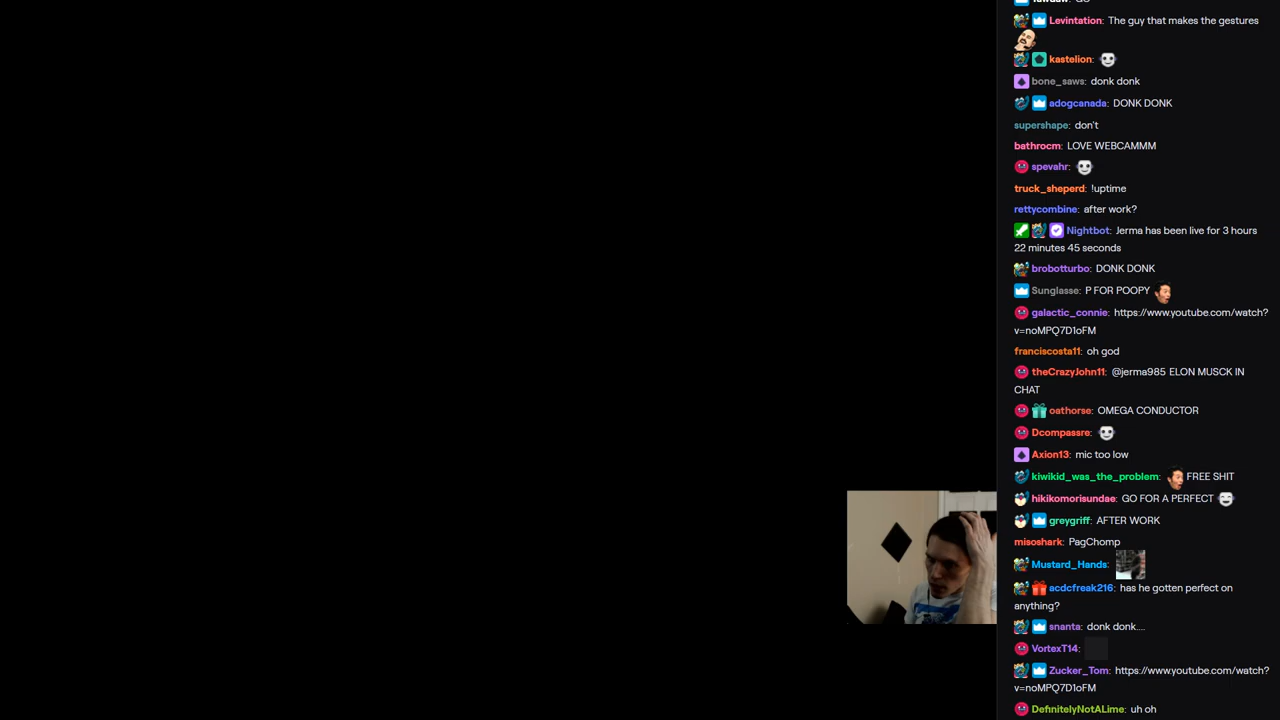 Levintation: The guy that makes the gestures
kastelion:
bone_saws: donk donk
adogcanada: DONK DONK
supershape: don't
bathrocm: LOVE WEBCAMMM
spevahr:
truck_sheperd: !uptime
rettycombine: after work?
Nightbot: Jerma has been live for 3 hours
22 minutes 45 seconds
brobotturbo: DONK DONK
Sunglasse: P FOR POOPY
galactic_connie: https://www.youtube.com/watch?
v=noMPQ7D1oFM
franciscosta11: oh god
theCrazyJohn11: @jerma985 ELON MUSCK IN
CHAT
oathorse: OMEGA CONDUCTOR
Dcompassre:
Axion13: mic too low
kiwikid_was_the_problem: FREE SHIT
hikikomorisundae: GO FOR A PERFECT
greygriff: AFTER WORK
misoshark: PagChomp
Mustard_Hands:
acdcfreak216: has he gotten perfect on
anything?
snanta: donk donk....
VortexT14:
Zucker_Tom: https://www.youtube.com/watch?
v=noMPQ7D1oFM
DefinitelyNotALime: uh oh